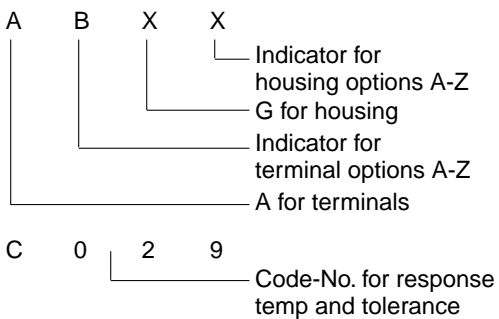 A B X X
Indicator for
housing options A-Z
G for housing
Indicator for
terminal options A-Z
A for terminals
C 0 2 9
Code-No. for response
temp and tolerance